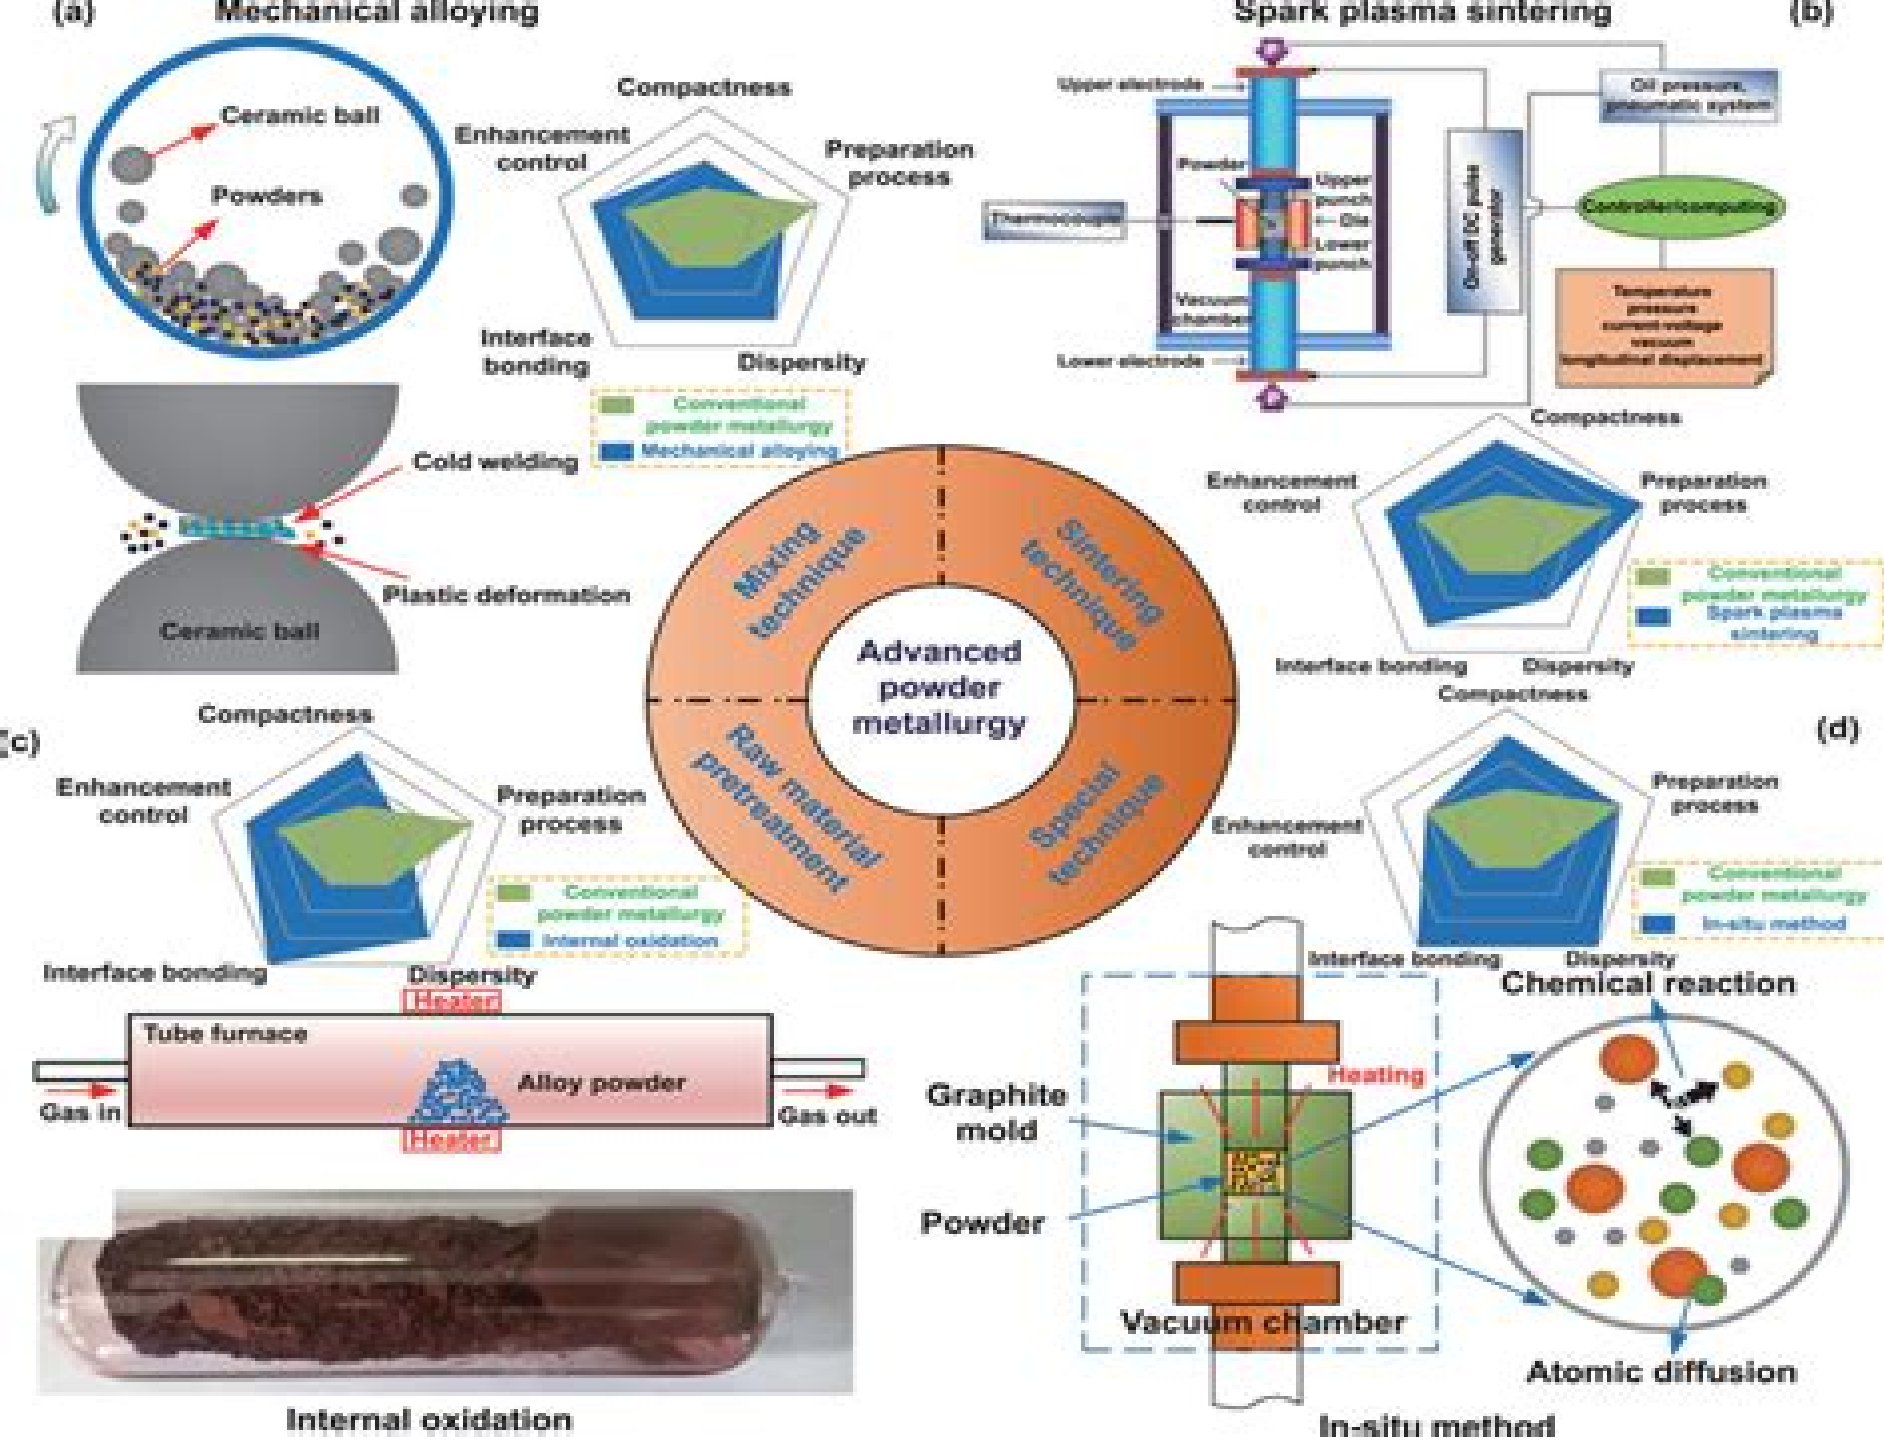 (a)
Mechanical alloying
Ceramic ball
Powders
Compactness
Enhancement
control
Preparation
process
Interface
bonding
Dispersity
Conventional
powder metallurgy
Mechanical alloying
Cold welding
Plastic deformation
Ceramic ball
Spark plasma sintering
(b)
Upper electrode
Oil pressure,
pneumatic system
Powder
Upper
punch
Thermocouple
Die
Lower
punch
On-off DC pulse
generator
Controller/computing
Vacuum
chamber
Lower electrode
Temperature
pressure
current-voltage
vacuum
longitudinal displacement
Compactness
Enhancement
control
Preparation
process
Conventional
powder metallurgy
Spark plasma
sintering
Interface bonding
Dispersity
Mixing
technique
Sintering
technique
Advanced
powder
metallurgy
Raw material
pretreatment
Special
technique
(c)
Compactness
Enhancement
control
Preparation
process
Conventional
powder metallurgy
Internal oxidation
Interface bonding
Dispersity
Heater
Tube furnace
Alloy powder
Gas in
Gas out
Heater
Internal oxidation
(d)
Compactness
Preparation
process
Enhancement
control
Conventional
powder metallurgy
In-situ method
Interface bonding
Dispersity
Chemical reaction
Heating
Graphite
mold
Powder
Vacuum chamber
Atomic diffusion
In-situ method